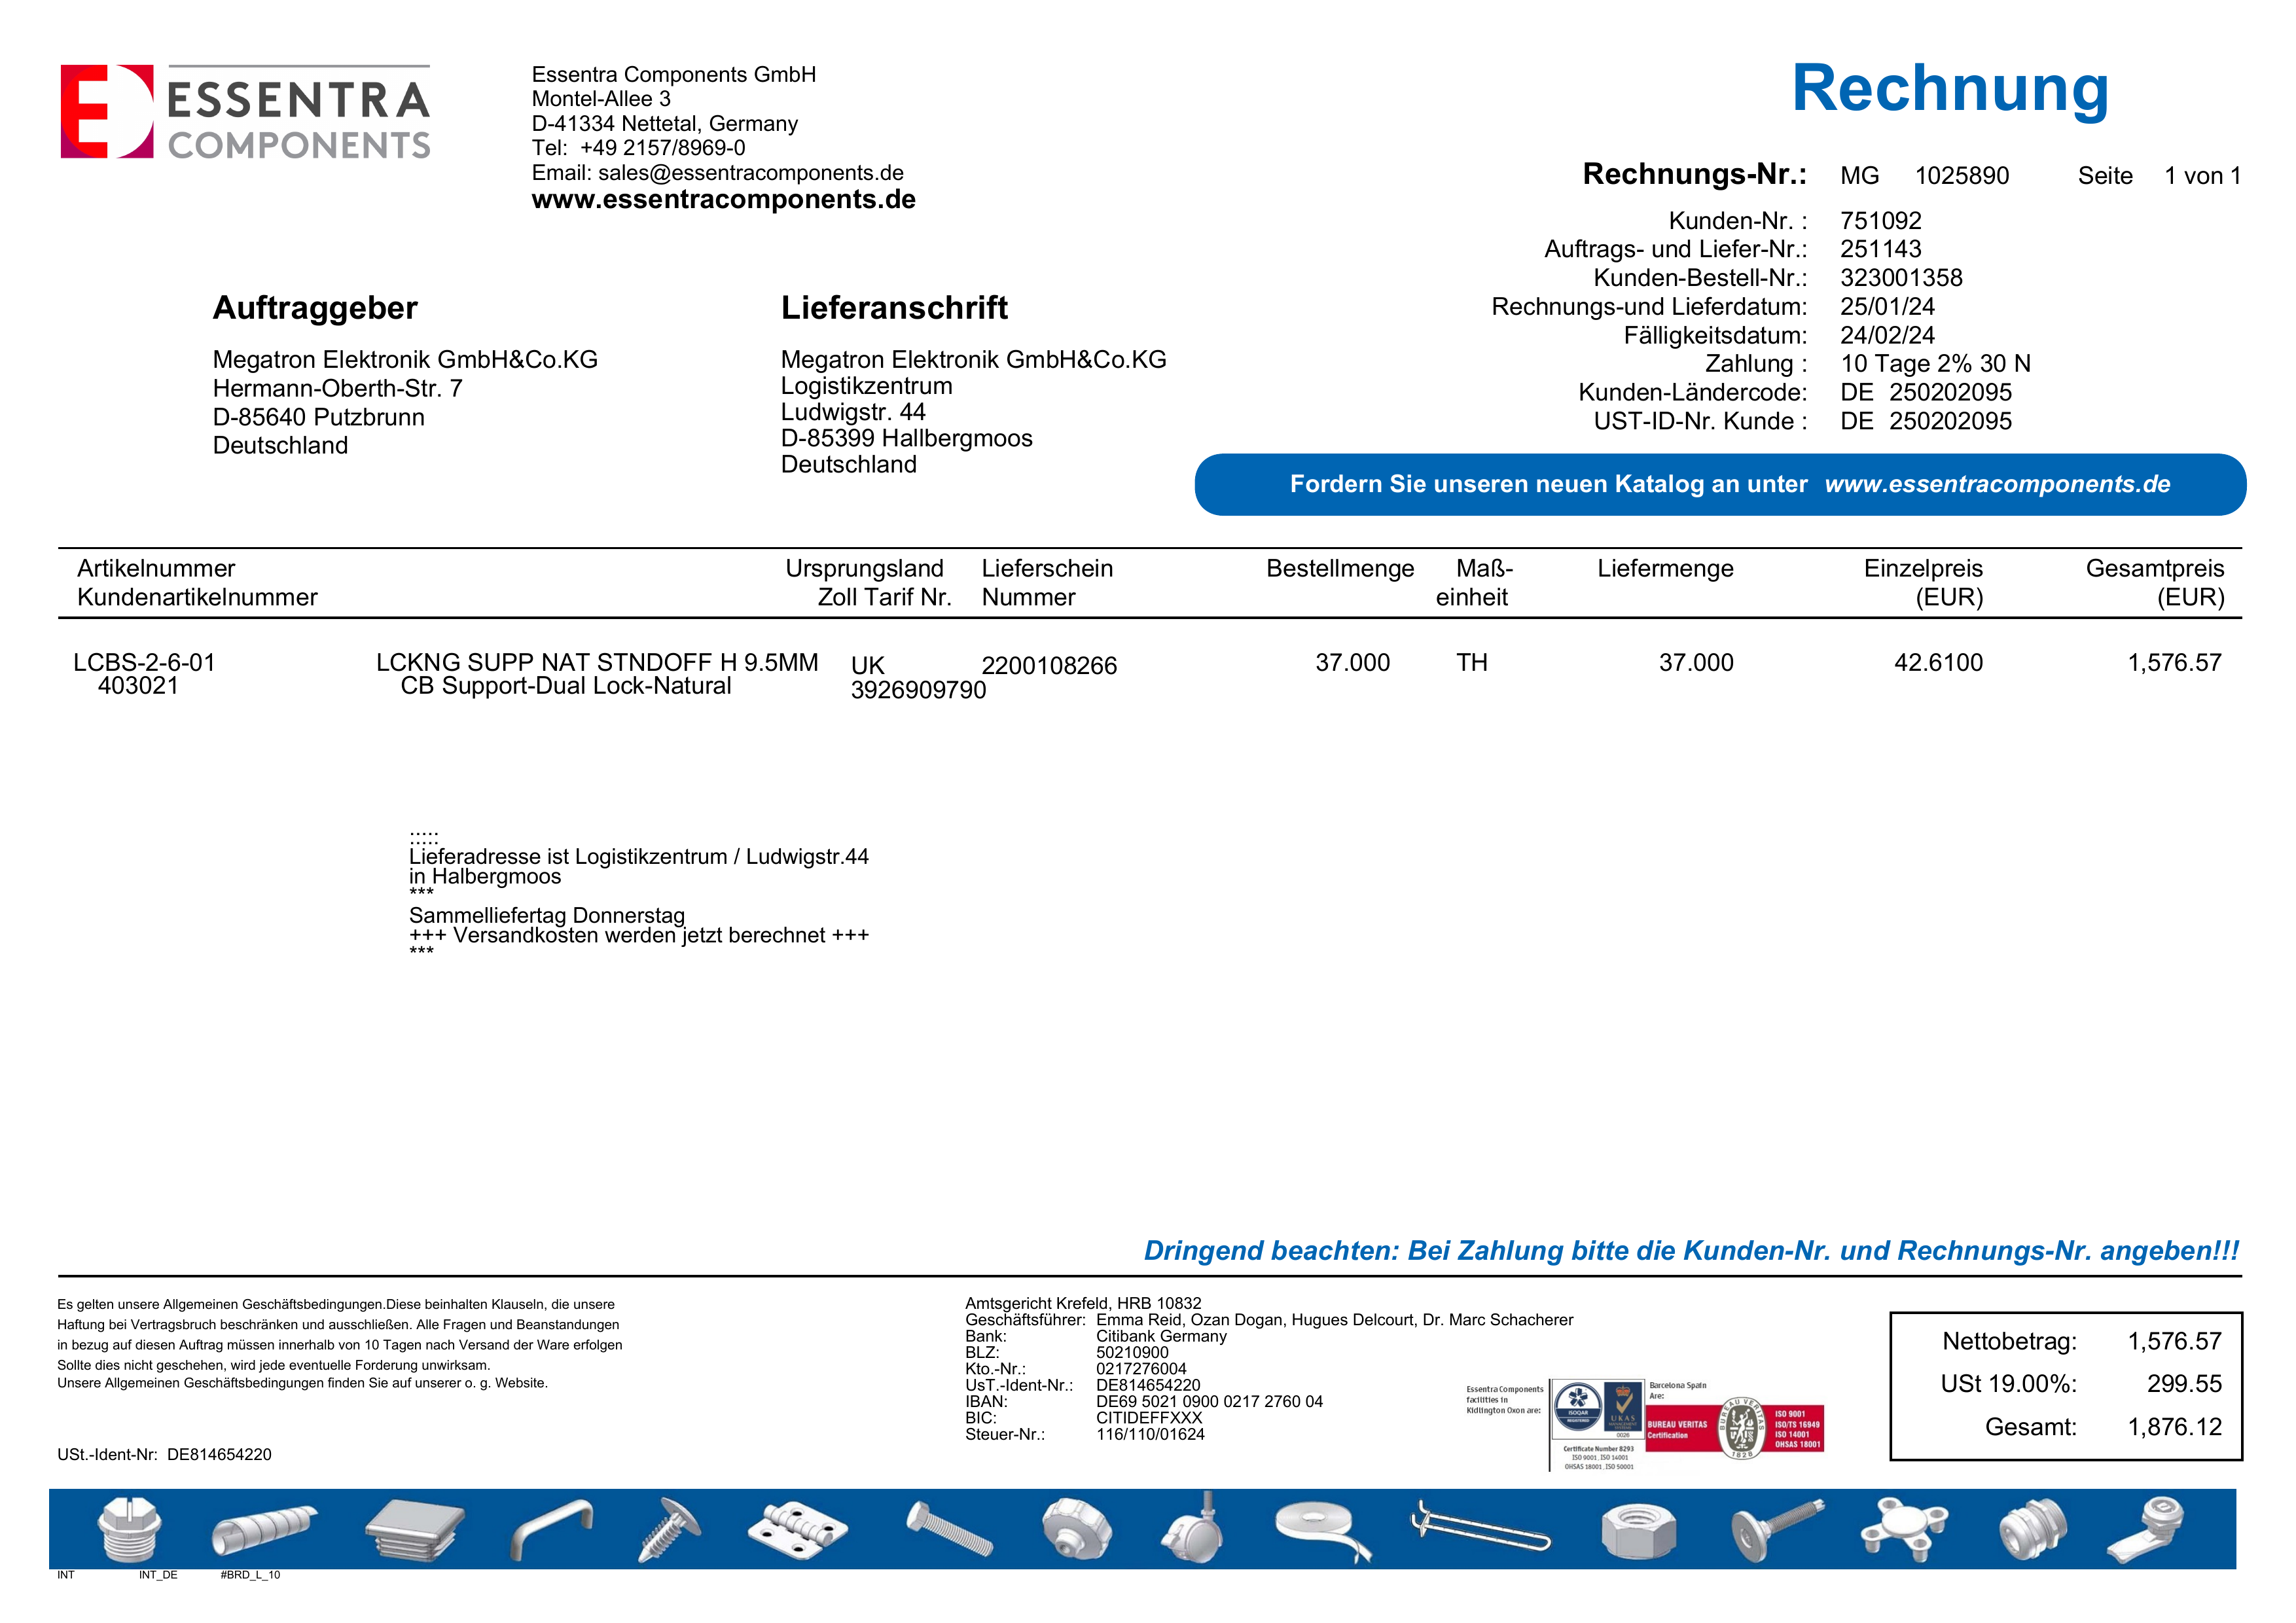 ESSENTRA
COMPONENTS
Essentra Components GmbH
Montel-Allee 3
D-41334 Nettetal, Germany
Tel: +49 2157/8969-0
Email: sales@essentracomponents.de
www.essentracomponents.de
Rechnung
Rechnungs-Nr.: MG 1025890 Seite 1 von 1
Kunden-Nr. : 751092
Auftrags- und Liefer-Nr.: 251143
Kunden-Bestell-Nr.: 323001358
Rechnungs-und Lieferdatum: 25/01/24
Fälligkeitsdatum: 24/02/24
Zahlung : 10 Tage 2% 30 N
Kunden-Ländercode: DE 250202095
UST-ID-Nr. Kunde : DE 250202095
Auftraggeber
Megatron Elektronik GmbH&Co.KG
Hermann-Oberth-Str. 7
D-85640 Putzbrunn
Deutschland
Lieferanschrift
Megatron Elektronik GmbH&Co.KG
Logistikzentrum
Ludwigstr. 44
D-85399 Hallbergmoos
Deutschland
Fordern Sie unseren neuen Katalog an unter www.essentracomponents.de
Artikelnummer Ursprungsland Lieferschein Bestellmenge Maß- Liefermenge Einzelpreis Gesamtpreis
Kundenartikelnummer Zoll Tarif Nr. Nummer einheit (EUR) (EUR)
LCBS-2-6-01 LCKNG SUPP NAT STNDOFF H 9.5MM UK 2200108266 37.000 TH 37.000 42.6100 1,576.57
403021 CB Support-Dual Lock-Natural 3926909790
:::::
Lieferadresse ist Logistikzentrum / Ludwigstr.44
in Halbergmoos
***
Sammelliefertag Donnerstag
+++ Versandkosten werden jetzt berechnet +++
***
Dringend beachten: Bei Zahlung bitte die Kunden-Nr. und Rechnungs-Nr. angeben!!!
Es gelten unsere Allgemeinen Geschäftsbedingungen.Diese beinhalten Klauseln, die unsere
Haftung bei Vertragsbruch beschränken und ausschließen. Alle Fragen und Beanstandungen
in bezug auf diesen Auftrag müssen innerhalb von 10 Tagen nach Versand der Ware erfolgen
Sollte dies nicht geschehen, wird jede eventuelle Forderung unwirksam.
Unsere Allgemeinen Geschäftsbedingungen finden Sie auf unserer o. g. Website.
USt.-Ident-Nr: DE814654220
Amtsgericht Krefeld, HRB 10832
Geschäftsführer: Emma Reid, Ozan Dogan, Hugues Delcourt, Dr. Marc Schacherer
Bank: Citibank Germany
BLZ: 50210900
Kto.-Nr.: 0217276004
UsT.-Ident-Nr.: DE814654220
IBAN: DE69 5021 0900 0217 2760 04
BIC: CITIDEFFXXX
Steuer-Nr.: 116/110/01624
Essentra Components
facilities in
Kidlington Oxon are:
ISOQAR
REGISTERED
UKAS
0026
Certificate Number 8293
ISO 9001, ISO 14001
OHSAS 18001, ISO 50001
Barcelona Spain
Are:
BUREAU VERITAS
Certification
BUREAU VERITAS
1828
ISO 9001
ISO/TS 16949
ISO 14001
OHSAS 18001
Nettobetrag: 1,576.57
USt 19.00%: 299.55
Gesamt: 1,876.12
INT INT_DE #BRD_L_10